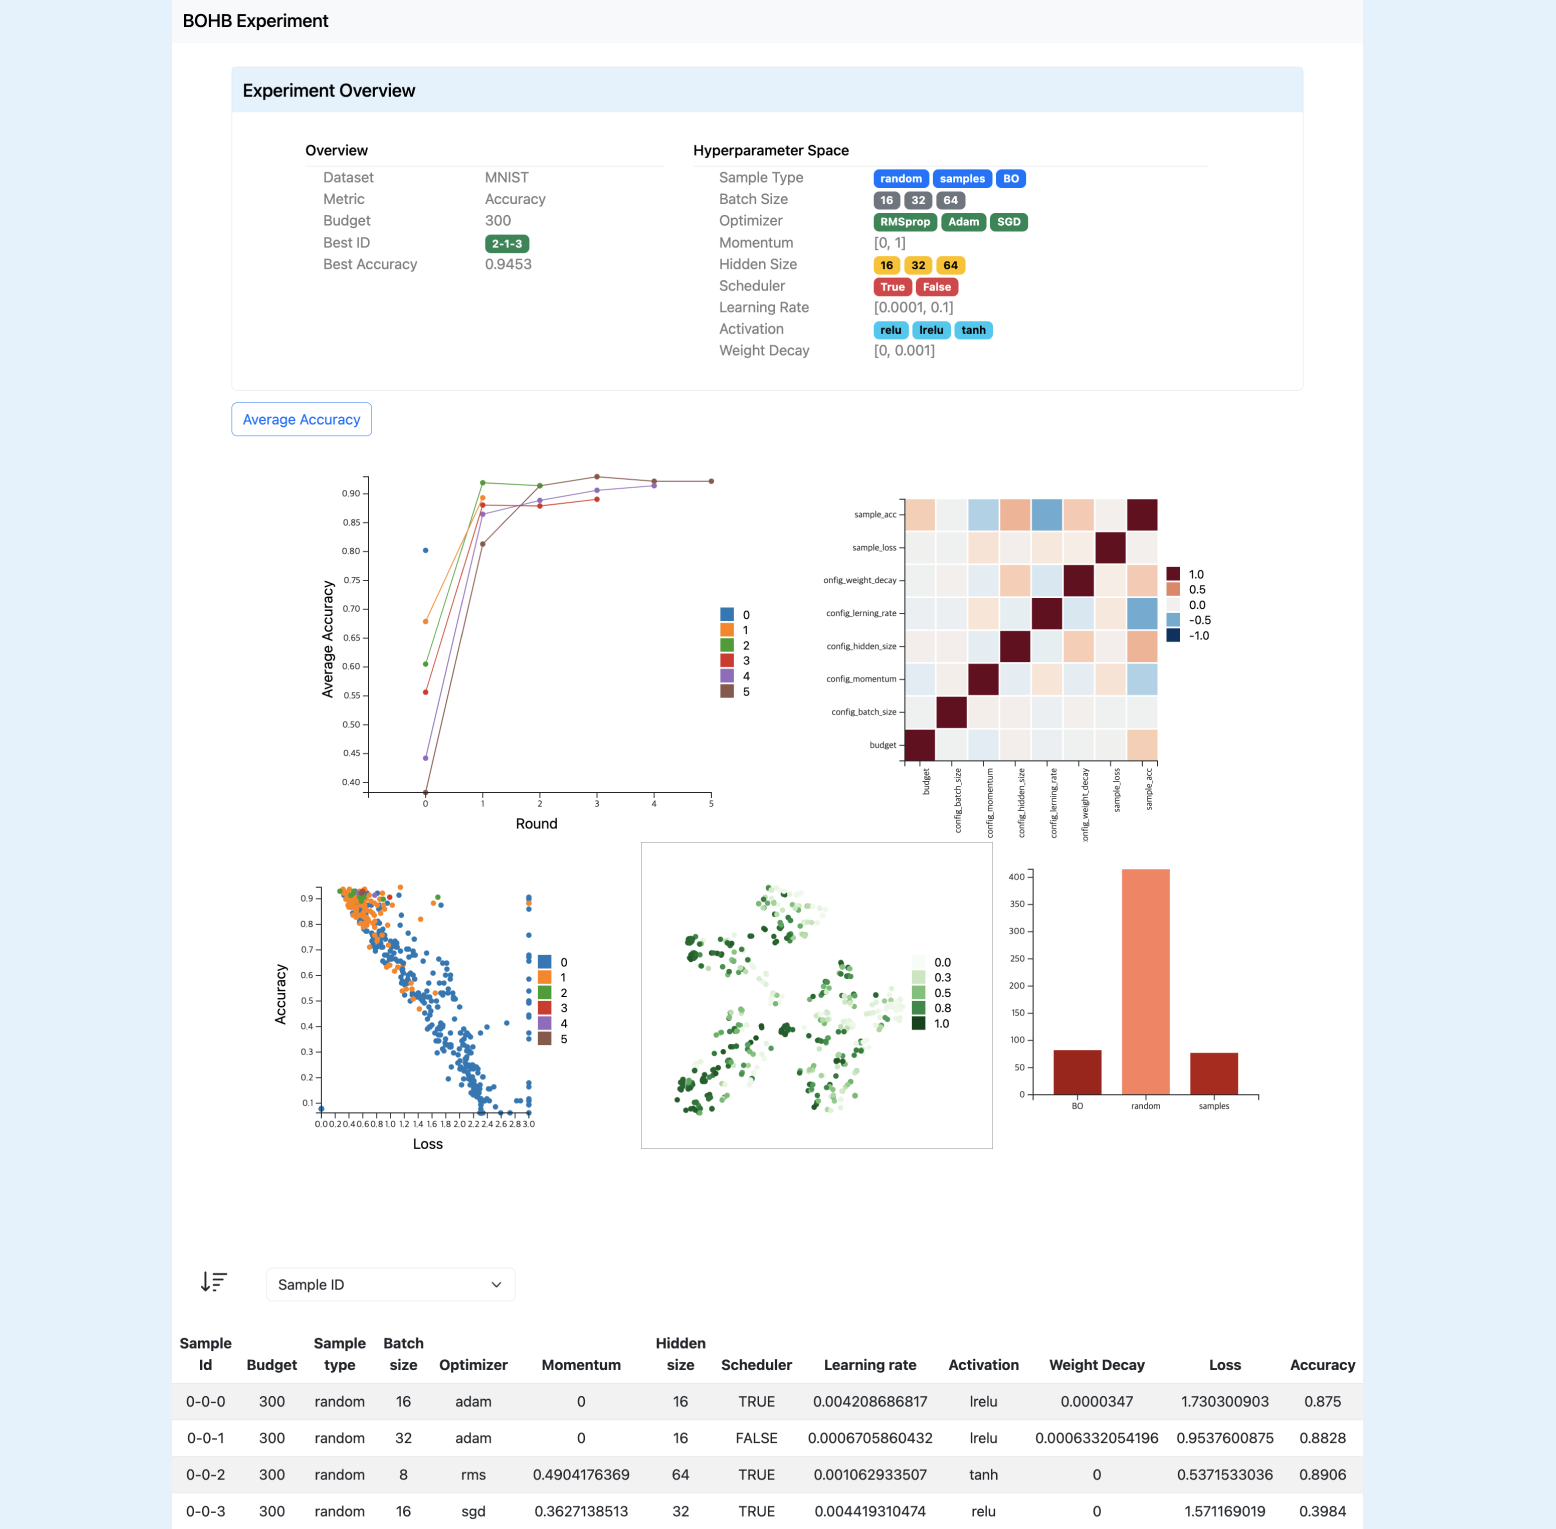 BOHB Experiment
Experiment Overview
Overview
Dataset MNIST
Metric Accuracy
Budget 300
Best ID 2-1-3
Best Accuracy 0.9453
Hyperparameter Space
Sample Type random samples BO
Batch Size 16 32 64
Optimizer RMSprop Adam SGD
Momentum [0, 1]
Hidden Size 16 32 64
Scheduler True False
Learning Rate [0.0001, 0.1]
Activation relu lrelu tanh
Weight Decay [0, 0.001]
Average Accuracy
Average Accuracy
0.90
0.85
0.80
0.75
0.70
0.65
0.60
0.55
0.50
0.45
0.40
0 1 2 3 4 5
Round
0
1
2
3
4
5
sample_acc
sample_loss
onfig_weight_decay
config_lerning_rate
config_hidden_size
config_momentum
config_batch_size
budget
budget
config_batch_size
config_momentum
config_hidden_size
config_lerning_rate
onfig_weight_decay
sample_loss
sample_acc
1.0
0.5
0.0
-0.5
-1.0
Accuracy
0.9
0.8
0.7
0.6
0.5
0.4
0.3
0.2
0.1
0.0 0.2 0.4 0.6 0.8 1.0 1.2 1.4 1.6 1.8 2.0 2.2 2.4 2.6 2.8 3.0
Loss
0
1
2
3
4
5
0.0
0.3
0.5
0.8
1.0
400
350
300
250
200
150
100
50
0
BO random samples
Sample ID
Sample Id Budget Sample type Batch size Optimizer Momentum Hidden size Scheduler Learning rate Activation Weight Decay Loss Accuracy
0-0-0 300 random 16 adam 0 16 TRUE 0.004208686817 lrelu 0.0000347 1.730300903 0.875
0-0-1 300 random 32 adam 0 16 FALSE 0.0006705860432 lrelu 0.0006332054196 0.9537600875 0.8828
0-0-2 300 random 8 rms 0.4904176369 64 TRUE 0.001062933507 tanh 0 0.5371533036 0.8906
0-0-3 300 random 16 sgd 0.3627138513 32 TRUE 0.004419310474 relu 0 1.571169019 0.3984